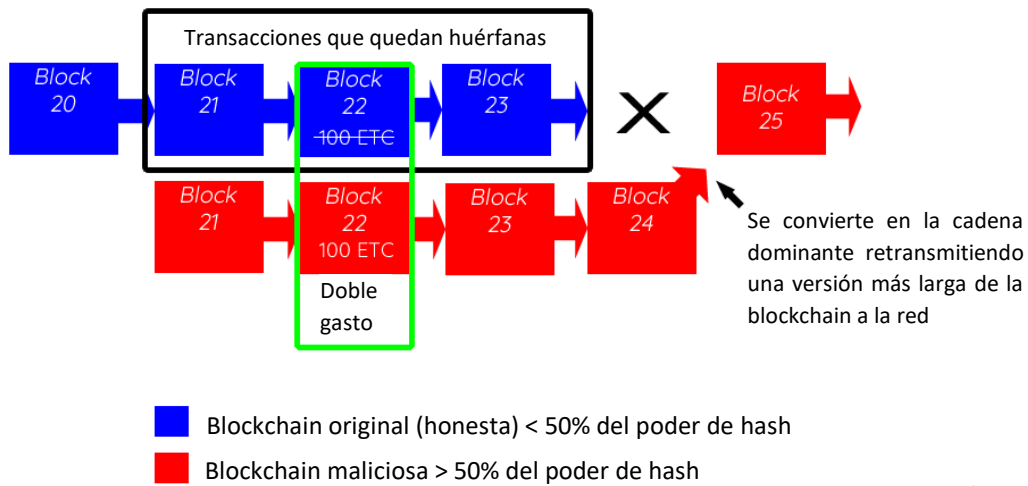 Transacciones que quedan huérfanas
Block
20
Block
21
Block
22
100 ETC
Block
23
Block
25
Block
21
Block
22
100 ETC
Block
23
Block
24
Doble
gasto
Se convierte en la cadena
dominante retransmitiendo
una versión más larga de la
blockchain a la red
Blockchain original (honesta) < 50% del poder de hash
Blockchain maliciosa > 50% del poder de hash